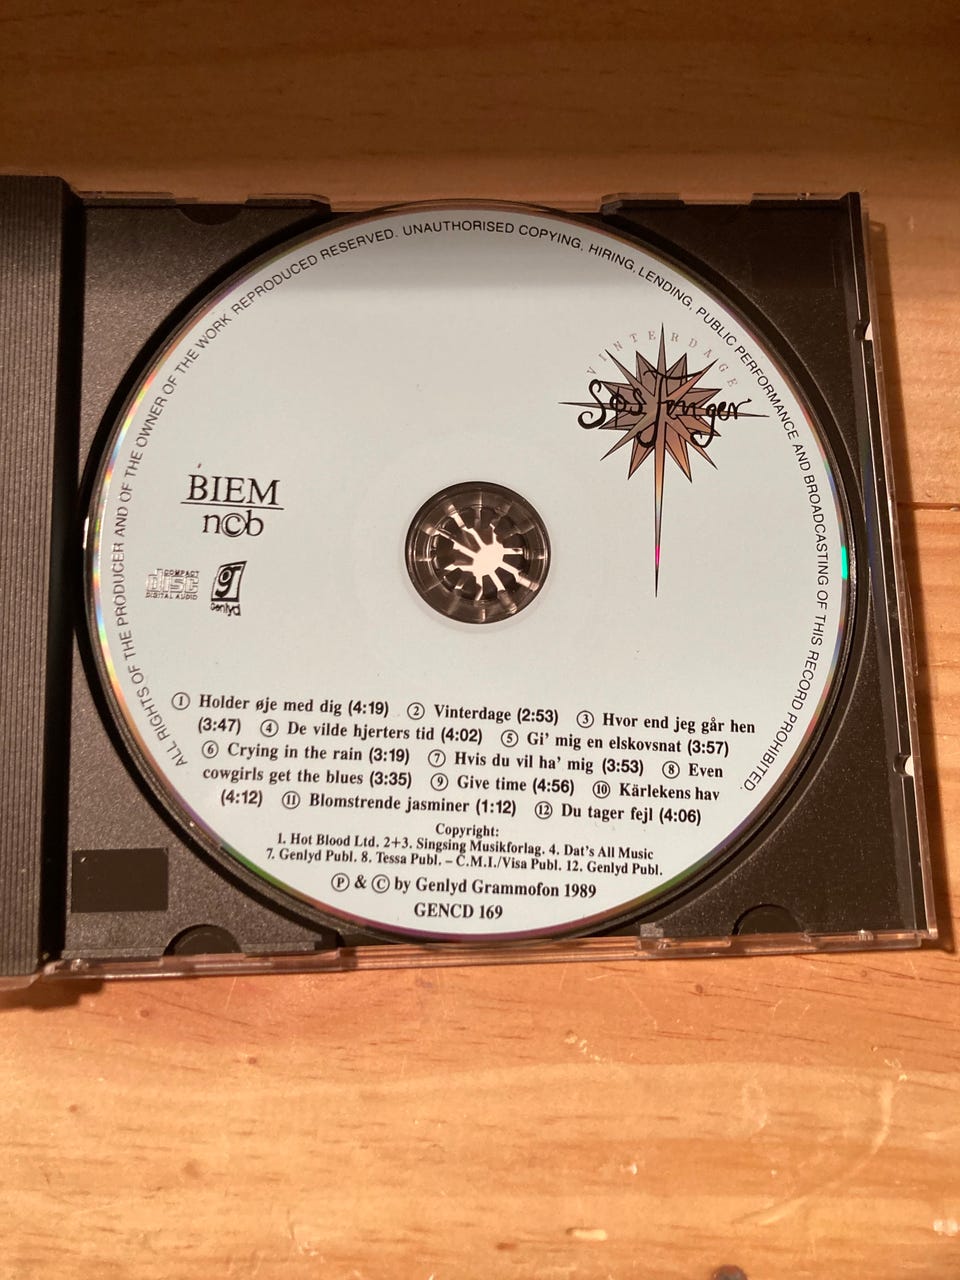 ALL RIGHTS OF THE PRODUCER AND OF THE OWNER OF THE WORK REPRODUCED RESERVED. UNAUTHORISED COPYING, HIRING, LENDING, PUBLIC PERFORMANCE AND BROADCASTING OF THIS RECORD PROHIBITED.
VINTERDAGE
Søs Fenger
BIEM
n©b
COMPACT
disc
DIGITAL AUDIO
g
Genlyd
① Holder øje med dig (4:19) ② Vinterdage (2:53) ③ Hvor end jeg går hen
(3:47) ④ De vilde hjerters tid (4:02) ⑤ Gi' mig en elskovsnat (3:57)
⑥ Crying in the rain (3:19) ⑦ Hvis du vil ha' mig (3:53) ⑧ Even
cowgirls get the blues (3:35) ⑨ Give time (4:56) ⑩ Kärlekens hav
(4:12) ⑪ Blomstrende jasminer (1:12) ⑫ Du tager fejl (4:06)
Copyright:
1. Hot Blood Ltd. 2+3. Singsing Musikforlag. 4. Dat's All Music
7. Genlyd Publ. 8. Tessa Publ. – C.M.I./Visa Publ. 12. Genlyd Publ.
Ⓟ & © by Genlyd Grammofon 1989
GENCD 169